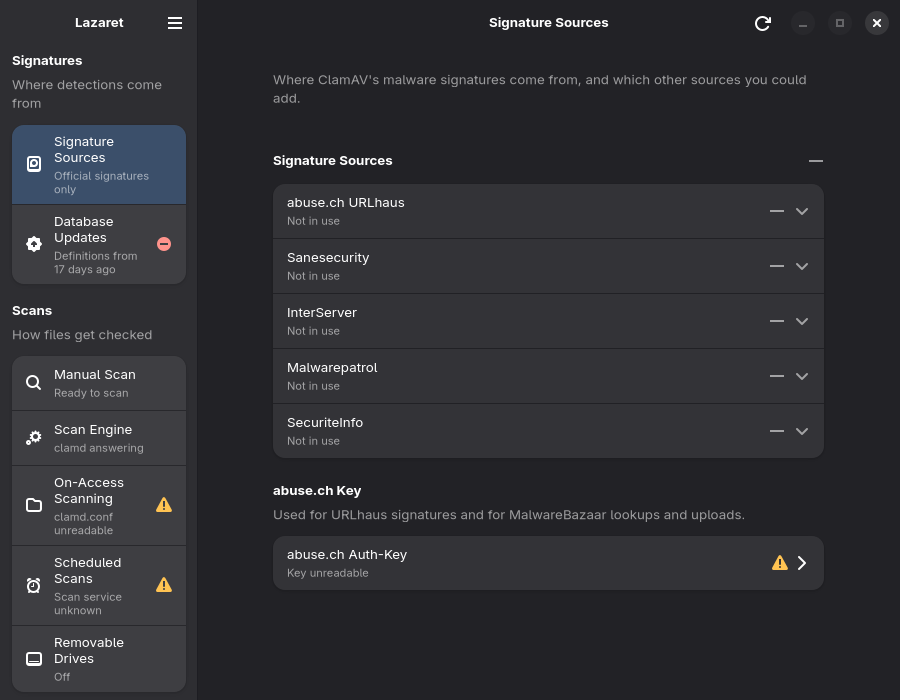 Lazaret
Signatures
Where detections come
from
Signature
Sources
Official signatures
only
Database
Updates
Definitions from
17 days ago
Scans
How files get checked
Manual Scan
Ready to scan
Scan Engine
clamd answering
On-Access
Scanning
clamd.conf
unreadable
Scheduled
Scans
Scan service
unknown
Removable
Drives
Off
Signature Sources
Where ClamAV's malware signatures come from, and which other sources you could
add.
Signature Sources
abuse.ch URLhaus
Not in use
Sanesecurity
Not in use
InterServer
Not in use
Malwarepatrol
Not in use
SecuriteInfo
Not in use
abuse.ch Key
Used for URLhaus signatures and for MalwareBazaar lookups and uploads.
abuse.ch Auth-Key
Key unreadable